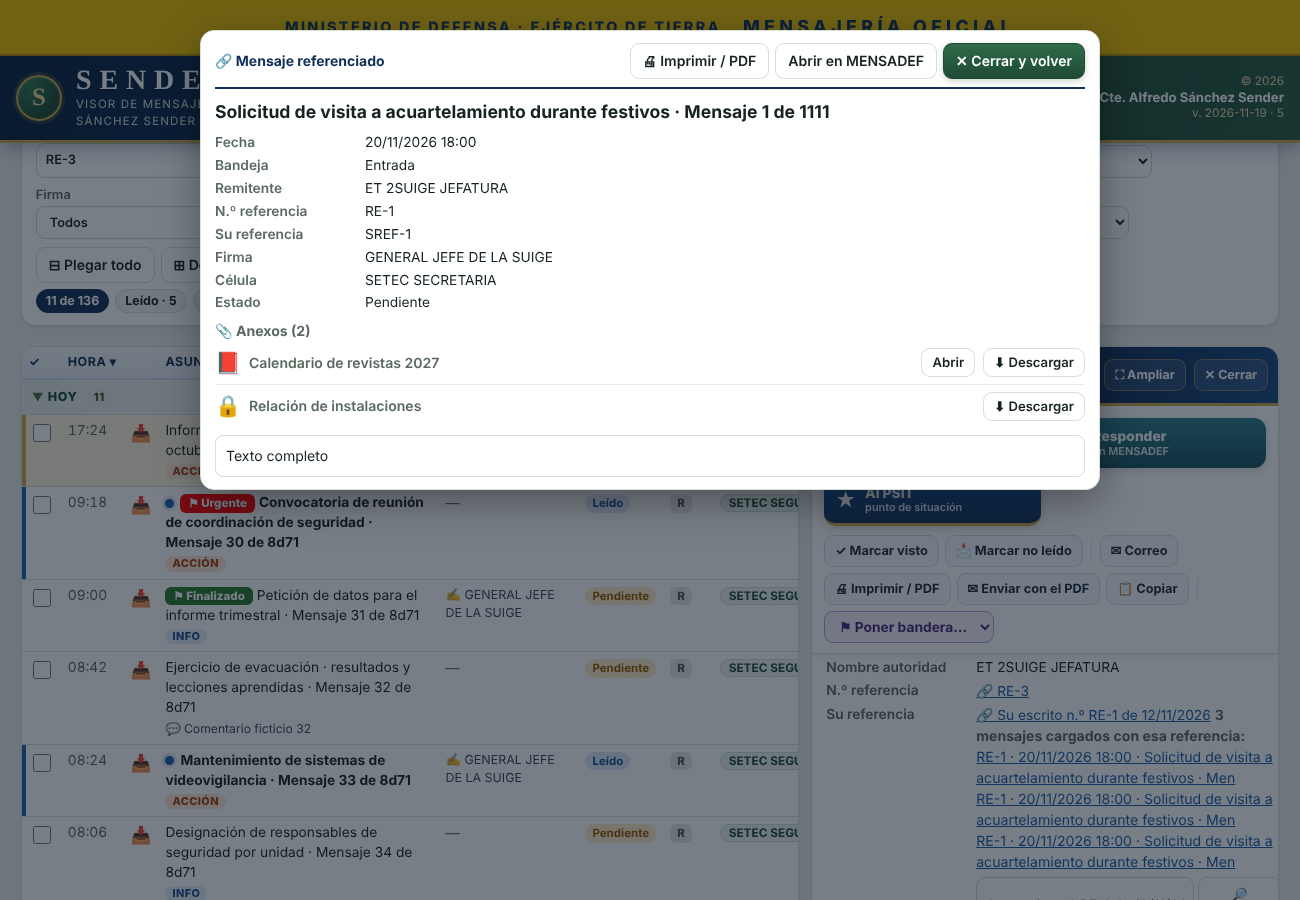 MINISTERIO DE DEFENSA · EJÉRCITO DE TIERRA MENSAJERÍA OFICIAL
S
SENDE
VISOR DE MENSAJE
SÁNCHEZ SENDER
© 2026
Cte. Alfredo Sánchez Sender
v. 2026-11-19 · 5
🔗 Mensaje referenciado
🖨 Imprimir / PDF
Abrir en MENSADEF
✕ Cerrar y volver
Solicitud de visita a acuartelamiento durante festivos · Mensaje 1 de 1111
Fecha 20/11/2026 18:00
Bandeja Entrada
Remitente ET 2SUIGE JEFATURA
N.º referencia RE-1
Su referencia SREF-1
Firma GENERAL JEFE DE LA SUIGE
Célula SETEC SECRETARIA
Estado Pendiente
📎 Anexos (2)
Calendario de revistas 2027 Abrir ⬇ Descargar
Relación de instalaciones ⬇ Descargar
Texto completo
RE-3
Firma
Todos
⊟ Plegar todo
⊞ D
11 de 136
Leído · 5
✓ HORA ▾ ASUN
▼ HOY 11
17:24
Inform
octub
ACCI
09:18
⚑ Urgente Convocatoria de reunión
de coordinación de seguridad ·
Mensaje 30 de 8d71
ACCIÓN
—
Leído
R
SETEC SEGU
09:00
⚑ Finalizado Petición de datos para el
informe trimestral · Mensaje 31 de 8d71
INFO
✍ GENERAL JEFE
DE LA SUIGE
Pendiente
R
SETEC SEGU
08:42
Ejercicio de evacuación · resultados y
lecciones aprendidas · Mensaje 32 de
8d71
💬 Comentario ficticio 32
—
Pendiente
R
SETEC SEGU
08:24
Mantenimiento de sistemas de
videovigilancia · Mensaje 33 de 8d71
ACCIÓN
✍ GENERAL JEFE
DE LA SUIGE
Leído
R
SETEC SEGU
08:06
Designación de responsables de
seguridad por unidad · Mensaje 34 de
8d71
INFO
—
Pendiente
R
SETEC SEGU
⛶ Ampliar
✕ Cerrar
esponder
n MENSADEF
★ ATPSIT
punto de situación
✓ Marcar visto
📩 Marcar no leído
✉ Correo
🖨 Imprimir / PDF
✉ Enviar con el PDF
📋 Copiar
⚑ Poner bandera...
Nombre autoridad ET 2SUIGE JEFATURA
N.º referencia 🔗 RE-3
Su referencia 🔗 Su escrito n.º RE-1 de 12/11/2026 3
mensajes cargados con esa referencia:
RE-1 · 20/11/2026 18:00 · Solicitud de visita a
acuartelamiento durante festivos · Men
RE-1 · 20/11/2026 18:00 · Solicitud de visita a
acuartelamiento durante festivos · Men
RE-1 · 20/11/2026 18:00 · Solicitud de visita a
acuartelamiento durante festivos · Men